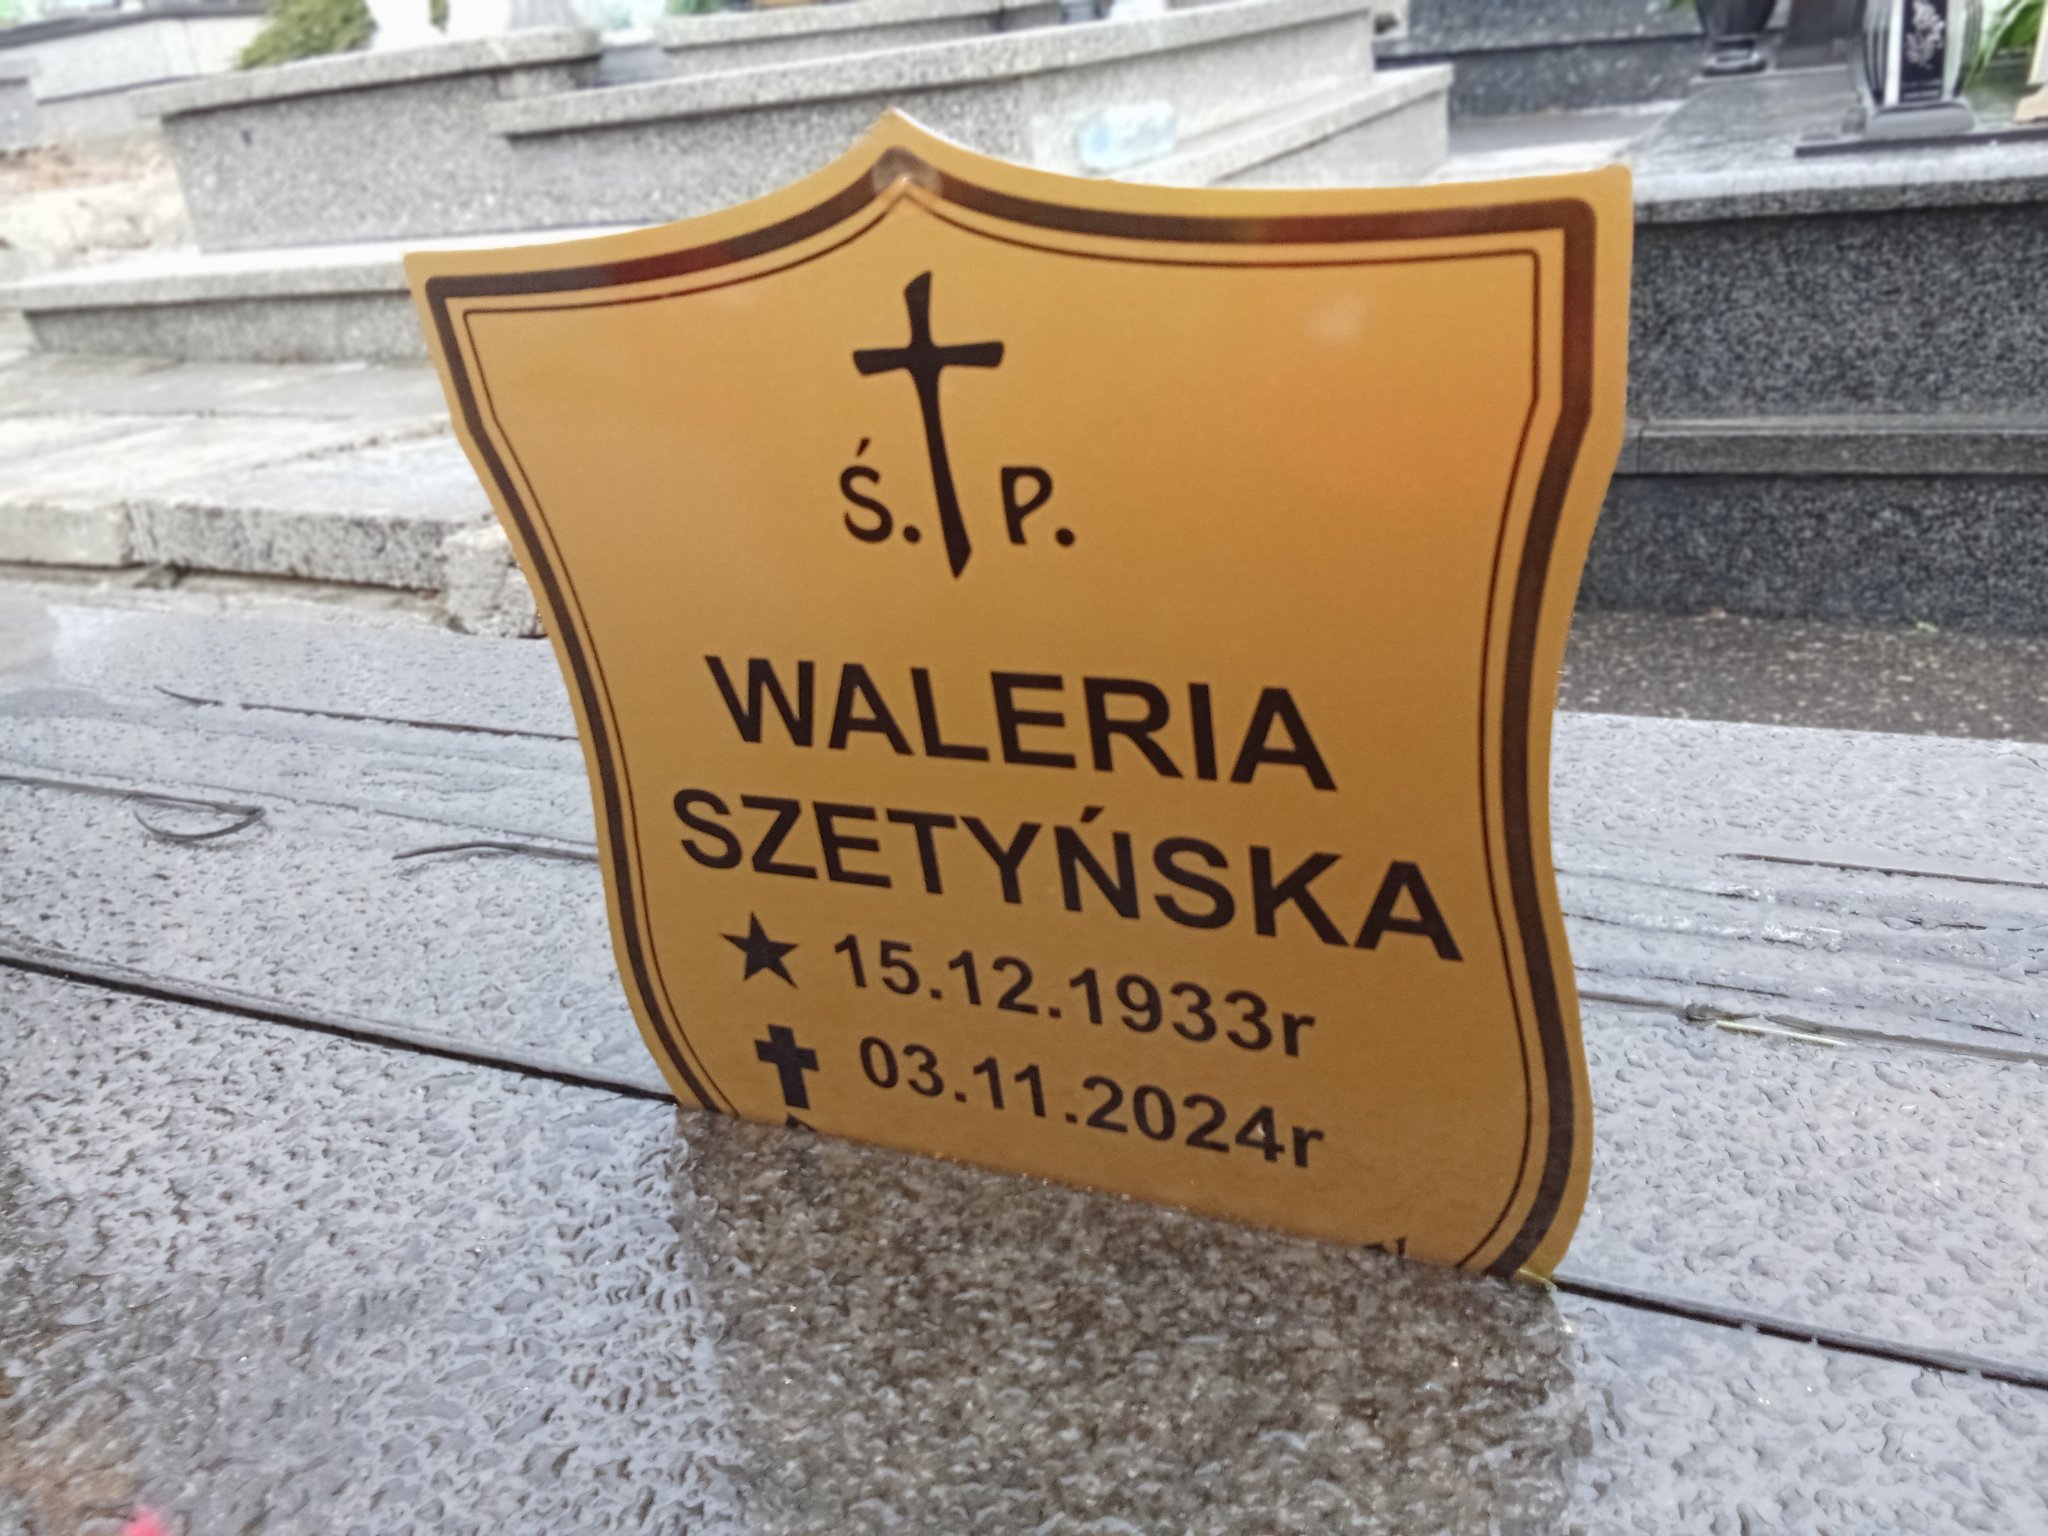 Ś. P.
WALERIA
SZETYŃSKA
15.12.1933r
03.11.2024r